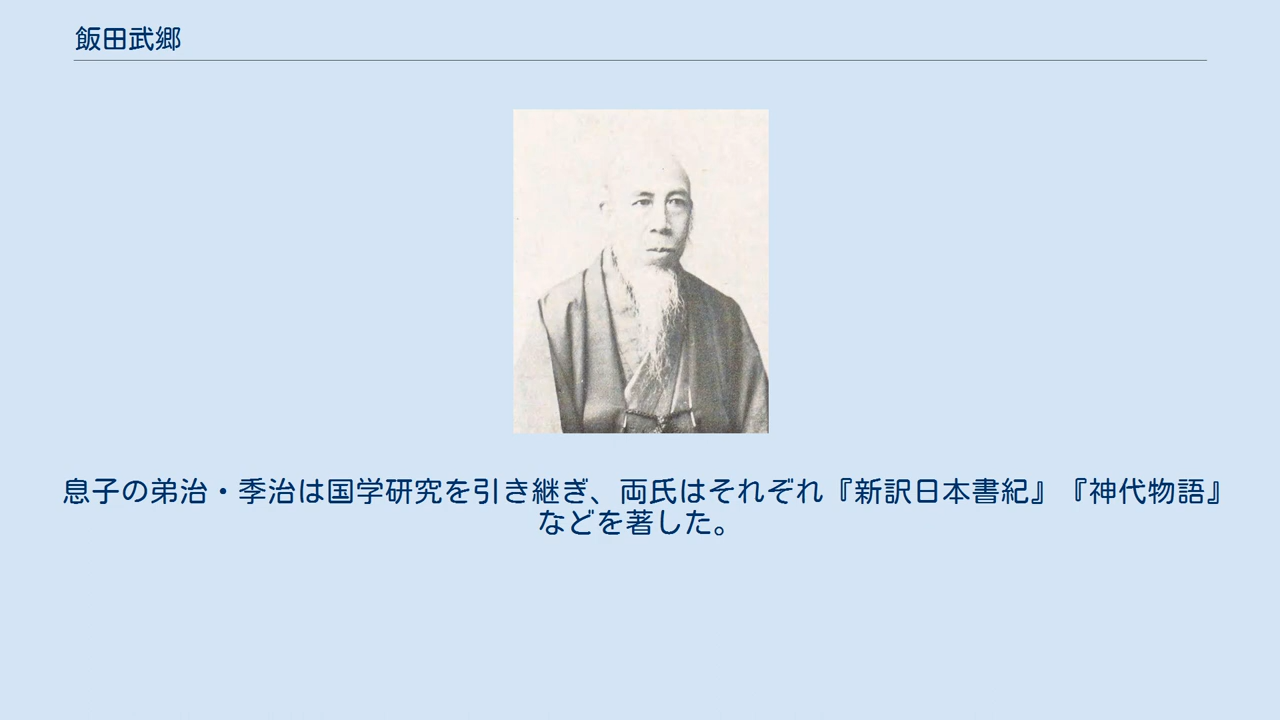 飯田武郷
息子の弟治・季治は国学研究を引き継ぎ、両氏はそれぞれ『新訳日本書紀』『神代物語』
などを著した。